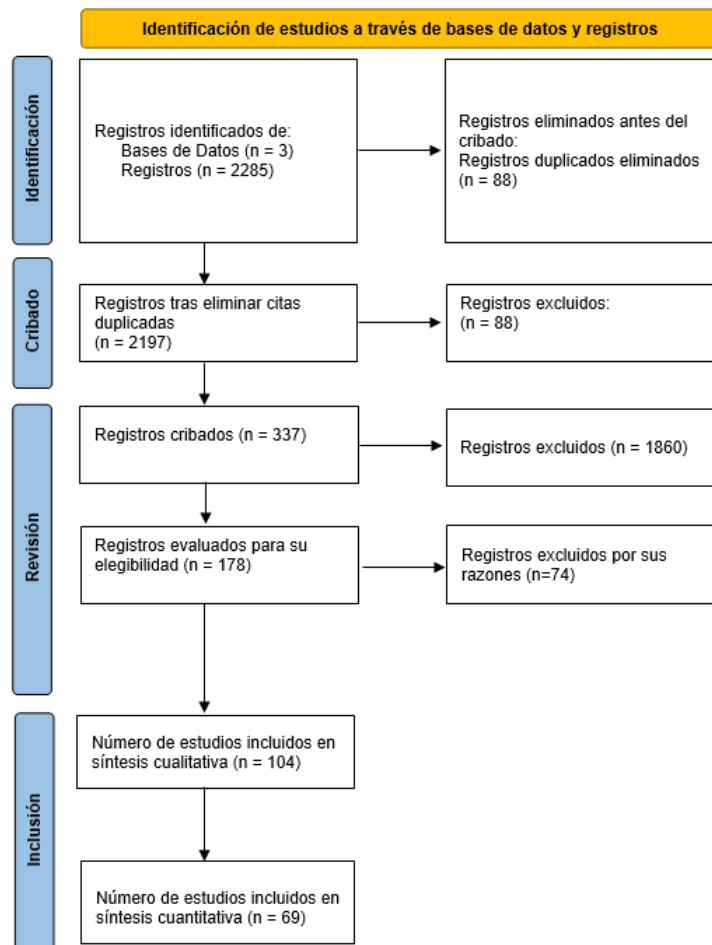 Identificación de estudios a través de bases de datos y registros
Identificación
Registros identificados de:
Bases de Datos (n = 3)
Registros (n = 2285)
Registros eliminados antes del
cribado:
Registros duplicados eliminados
(n = 88)
Cribado
Registros tras eliminar citas
duplicadas
(n = 2197)
Registros excluidos:
(n = 88)
Revisión
Registros cribados (n = 337)
Registros excluidos (n = 1860)
Registros evaluados para su
elegibilidad (n = 178)
Registros excluidos por sus
razones (n=74)
Inclusión
Número de estudios incluidos en
síntesis cualitativa (n = 104)
Número de estudios incluidos en
síntesis cuantitativa (n = 69)